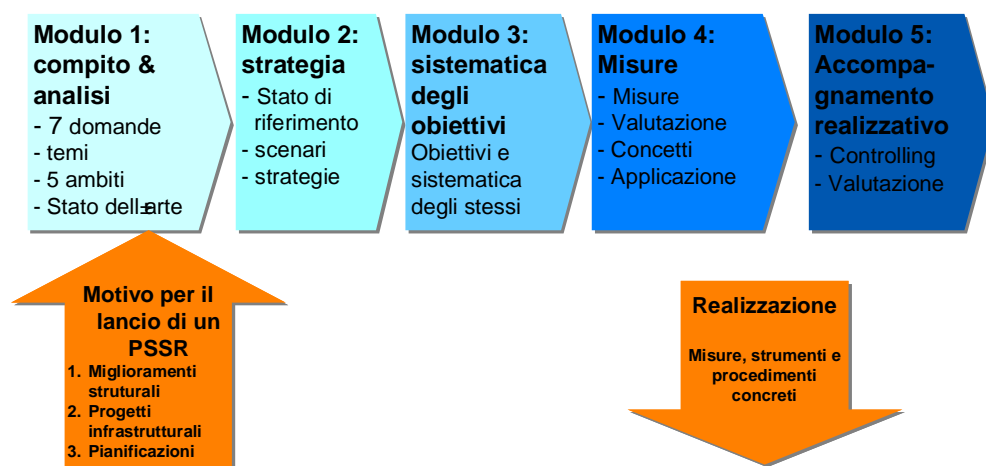 Modulo 1:
compito &
analisi
- 7 domande
- temi
- 5 ambiti
- Stato dell±arte
Modulo 2:
strategia
- Stato di
riferimento
- scenari
- strategie
Modulo 3:
sistematica
degli
obiettivi
Obiettivi e
sistematica
degli stessi
Modulo 4:
Misure
- Misure
- Valutazione
- Concetti
- Applicazione
Modulo 5:
Accompa-
gnamento
realizzativo
- Controlling
- Valutazione
Motivo per il
lancio di un
PSSR
1. Miglioramenti
struturali
2. Progetti
infrastrutturali
3. Pianificazioni
Realizzazione
Misure, strumenti e
procedimenti
concreti